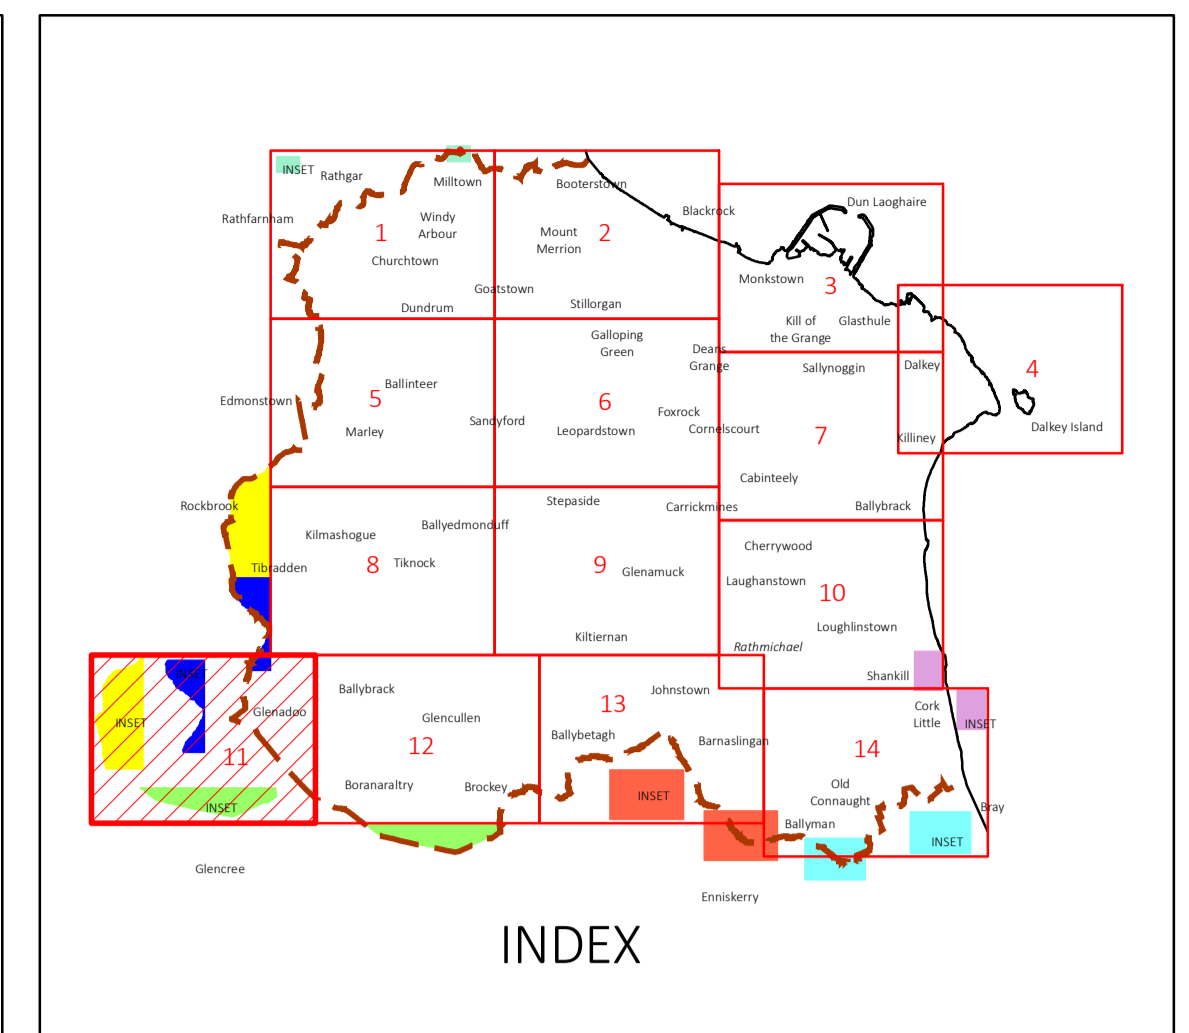 INSET
Rathgar
Milltown
Booterstown
Rathfarnham
1
Windy
Arbour
Mount
Merrion
2
Blackrock
Dun Laoghaire
Churchtown
Goatstown
Dundrum
Stillorgan
Monkstown
3
Kill of
the Grange
Glasthule
Galloping
Green
Deans
Grange
Sallynoggin
Dalkey
4
Dalkey Island
Edmonstown
5
Ballinteer
Marley
Sandyford
6
Leopardstown
Foxrock
Cornelscourt
7
Killiney
Cabinteely
Ballybrack
Rockbrook
Kilmashogue
Ballyedmonduff
Stepaside
Carrickmines
Tibradden
8
Tiknock
9
Glenamuck
Cherrywood
Laughanstown
10
Loughlinstown
Kiltiernan
Rathmichael
Shankill
INSET
INSET
Glenadoo
11
INSET
Ballybrack
Glencullen
12
Boranaraltry
Brockey
13
Johnstown
Ballybetagh
Barnaslingan
INSET
Cork
Little
INSET
14
Old
Connaught
Ballyman
Bray
INSET
Glencree
Enniskerry
INDEX